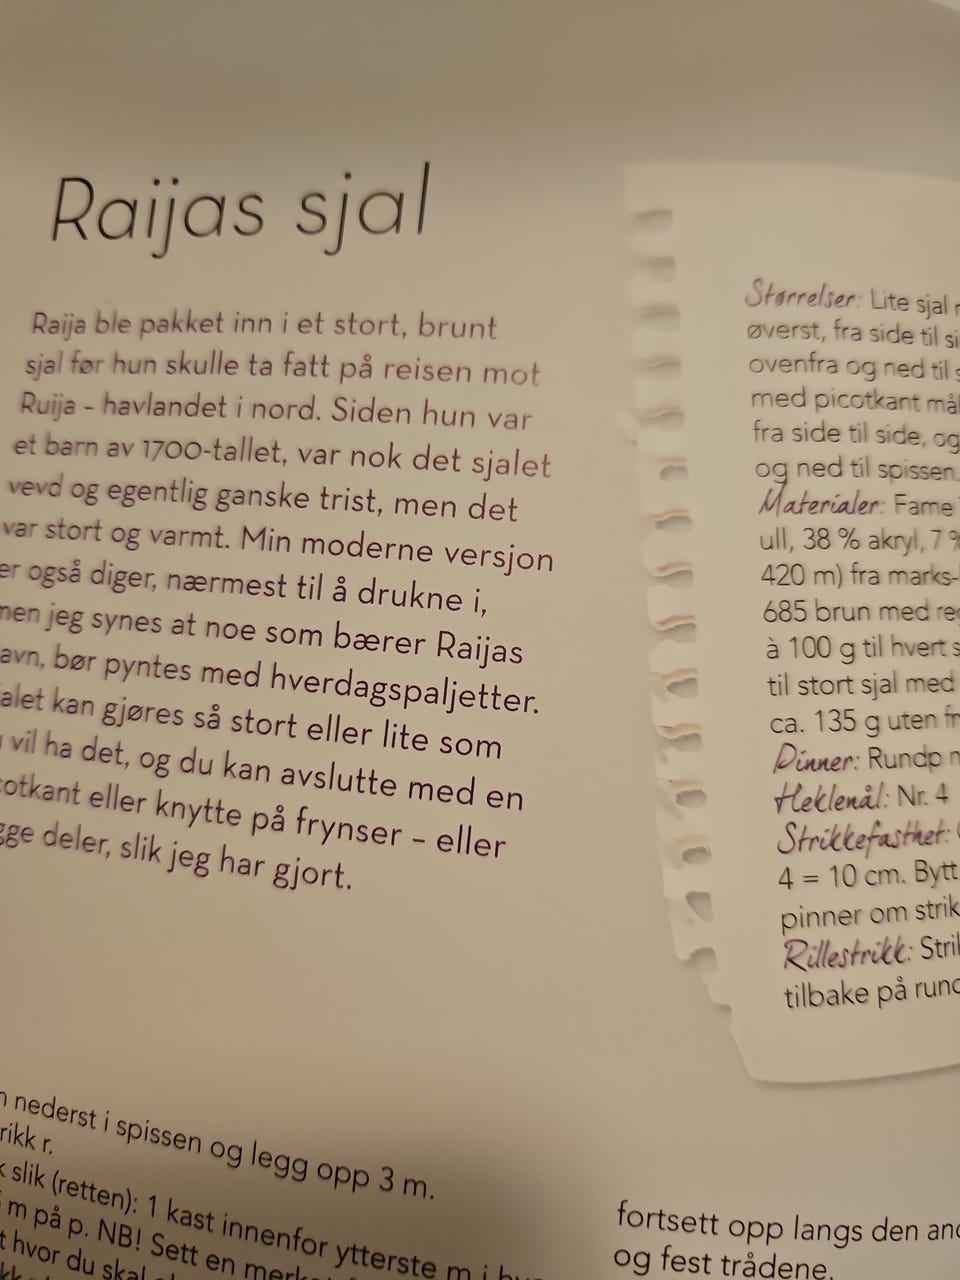 Raijas sjal
Raija ble pakket inn i et stort, brunt
sjal før hun skulle ta fatt på reisen mot
Ruija – havlandet i nord. Siden hun var
et barn av 1700-tallet, var nok det sjalet
vevd og egentlig ganske trist, men det
var stort og varmt. Min moderne versjon
er også diger, nærmest til å drukne i,
men jeg synes at noe som bærer Raijas
avn, bør pyntes med hverdagspaljetter.
alet kan gjøres så stort eller lite som
vil ha det, og du kan avslutte med en
cotkant eller knytte på frynser – eller
gge deler, slik jeg har gjort.
Størrelser: Lite sjal
øverst, fra side til si
ovenfra og ned til s
med picotkant mål
fra side til side, og
og ned til spissen.
Materialer: Fame
ull, 38 % akryl, 7 %
420 m) fra marks-
685 brun med reg
à 100 g til hvert s
til stort sjal med
ca. 135 g uten fr
Pinner: Rundp
Heklenål: Nr. 4
Strikkefasthet:
4 = 10 cm. Bytt
pinner om strik
Rillestrikk: Stri
tilbake på rund
nederst i spissen og legg opp 3 m.
rikk r.
slik (retten): 1 kast innenfor ytterste m i
m på p. NB! Sett en
hvor du skal
fortsett opp langs den and
og fest trådene.